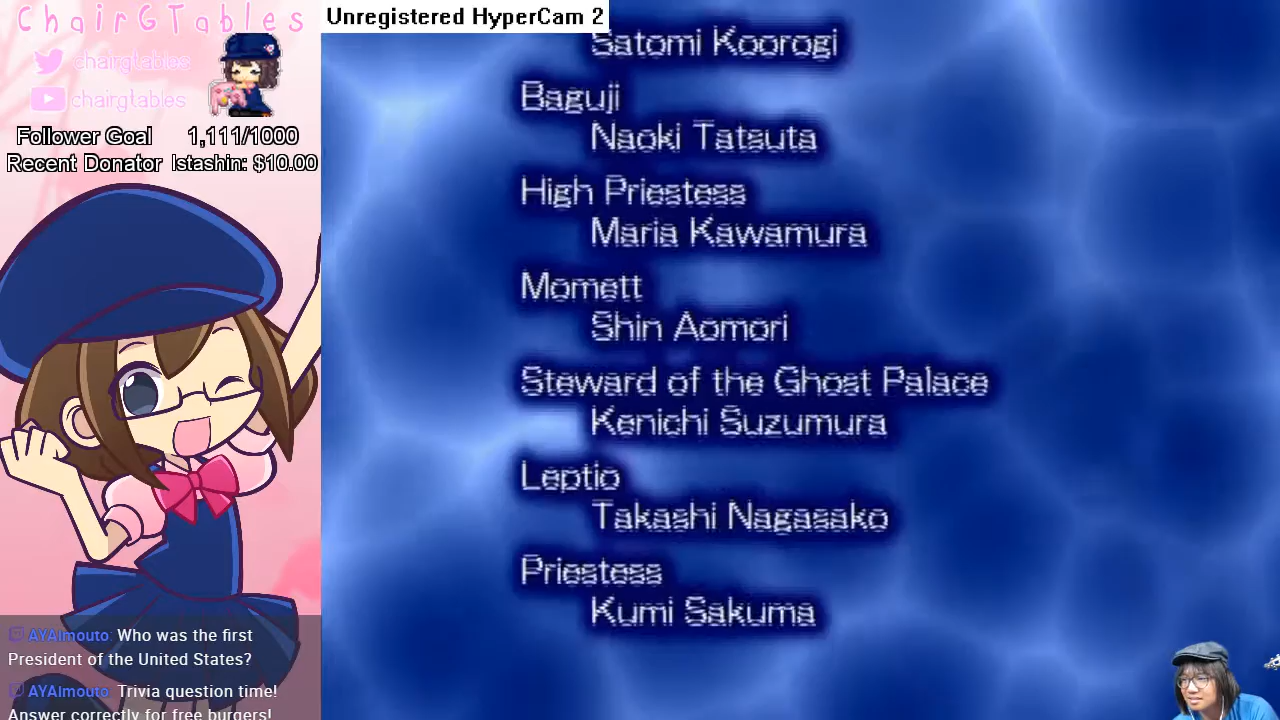 ChairGTables
chairgtables
chairgtables
Follower Goal 1,111/1000
Recent Donator Istashin: $10.00
Unregistered HyperCam 2
Satomi Koorogi
Baguji
Naoki Tatsuta
High Priestess
Maria Kawamura
Momett
Shin Aomori
Steward of the Ghost Palace
Kenichi Suzumura
Leptio
Takashi Nagasako
Priestess
Kumi Sakuma
AYAImouto Who was the first
President of the United States?
AYAImouto Trivia question time!
Answer correctly for free burgers!